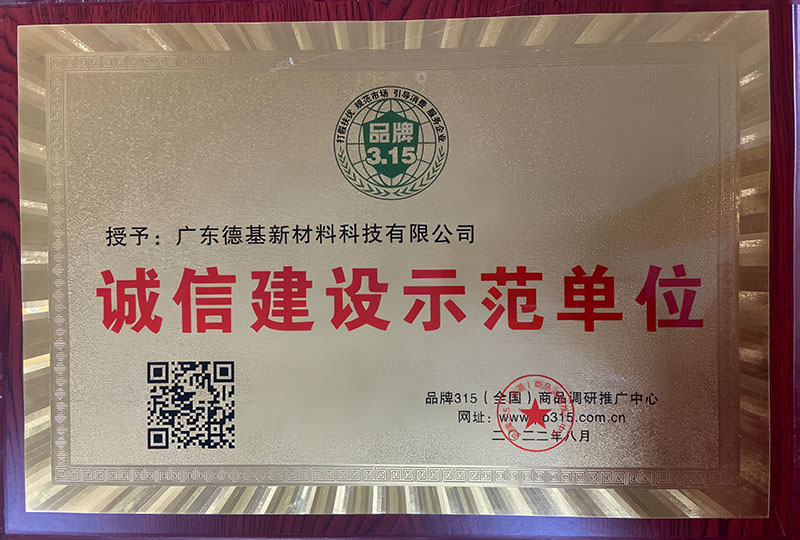 打假扶优 规范市场 引导消费 服务企业
品牌
3.15
授予：广东德基新材料科技有限公司
诚信建设示范单位
品牌315（全国）商品调研推广中心
网址：www.pp315.com.cn
二〇二二年八月